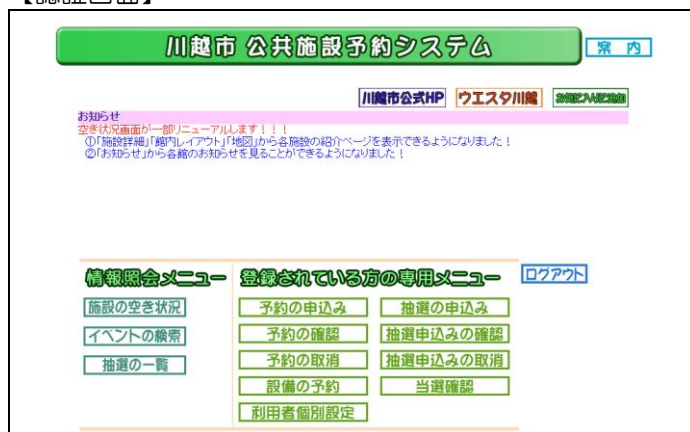 【認証画面】
川越市 公共施設予約システム
案 内
川越市公式HP ウエスタ川越 お気に入りに追加
お知らせ
空き状況画面が一部リニューアルします！！！
①「施設詳細」「館内レイアウト」「地図」から各施設の紹介ページを表示できるようになりました！
②「お知らせ」から各館のお知らせを見ることができるようになりました！
情報照会メニュー 登録されている方の専用メニュー ログアウト
施設の空き状況 予約の申込み 抽選の申込み
イベントの検索 予約の確認 抽選申込みの確認
抽選の一覧 予約の取消 抽選申込みの取消
設備の予約 当選確認
利用者個別設定